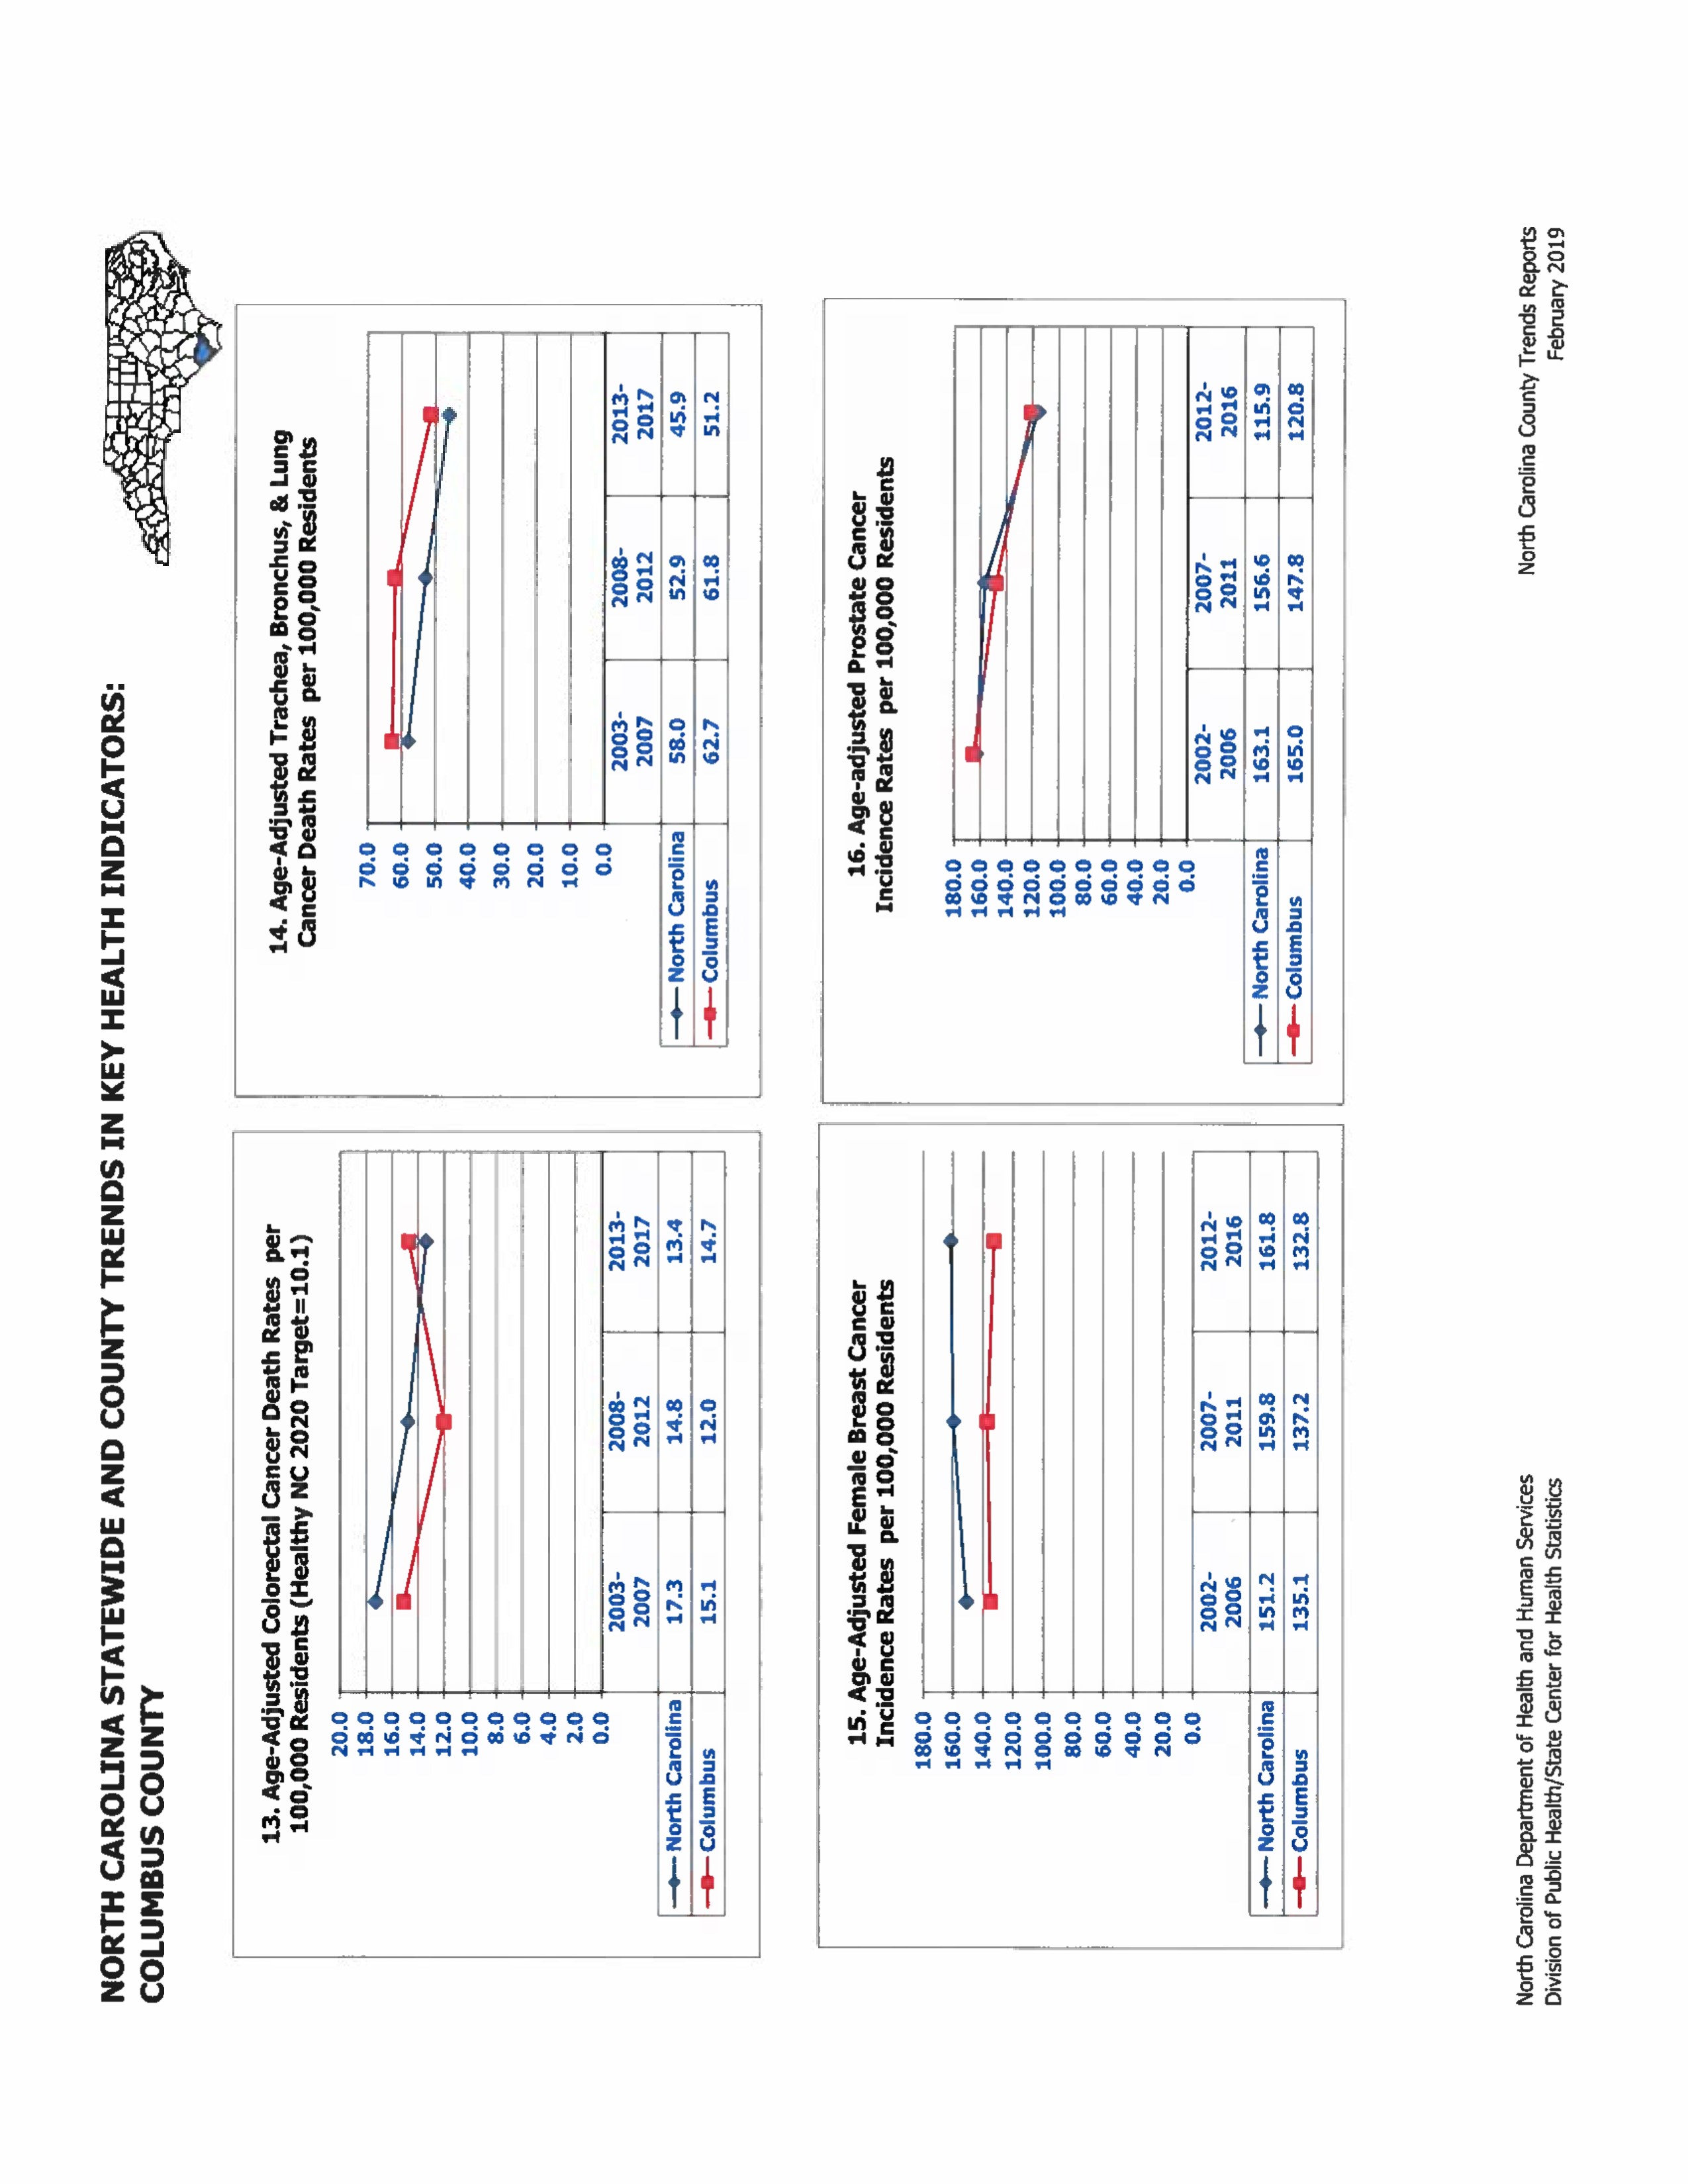 NORTH CAROLINA STATEWIDE AND COUNTY TRENDS IN KEY HEALTH INDICATORS:
COLUMBUS COUNTY
13. Age-Adjusted Colorectal Cancer Death Rates per
100,000 Residents (Healthy NC 2020 Target=10.1)
20.0
18.0
16.0
14.0
12.0
10.0
8.0
6.0
4.0
2.0
0.0
2003- 2008- 2013-
2007 2012 2017
North Carolina 17.3 14.8 13.4
Columbus 15.1 12.0 14.7
14. Age-Adjusted Trachea, Bronchus, & Lung
Cancer Death Rates per 100,000 Residents
70.0
60.0
50.0
40.0
30.0
20.0
10.0
0.0
2003- 2008- 2013-
2007 2012 2017
North Carolina 58.0 52.9 45.9
Columbus 62.7 61.8 51.2
15. Age-Adjusted Female Breast Cancer
Incidence Rates per 100,000 Residents
180.0
160.0
140.0
120.0
100.0
80.0
60.0
40.0
20.0
0.0
2002- 2007- 2012-
2006 2011 2016
North Carolina 151.2 159.8 161.8
Columbus 135.1 137.2 132.8
16. Age-adjusted Prostate Cancer
Incidence Rates per 100,000 Residents
180.0
160.0
140.0
120.0
100.0
80.0
60.0
40.0
20.0
0.0
2002- 2007- 2012-
2006 2011 2016
North Carolina 163.1 156.6 115.9
Columbus 165.0 147.8 120.8
North Carolina Department of Health and Human Services
Division of Public Health/State Center for Health Statistics
North Carolina County Trends Reports
February 2019